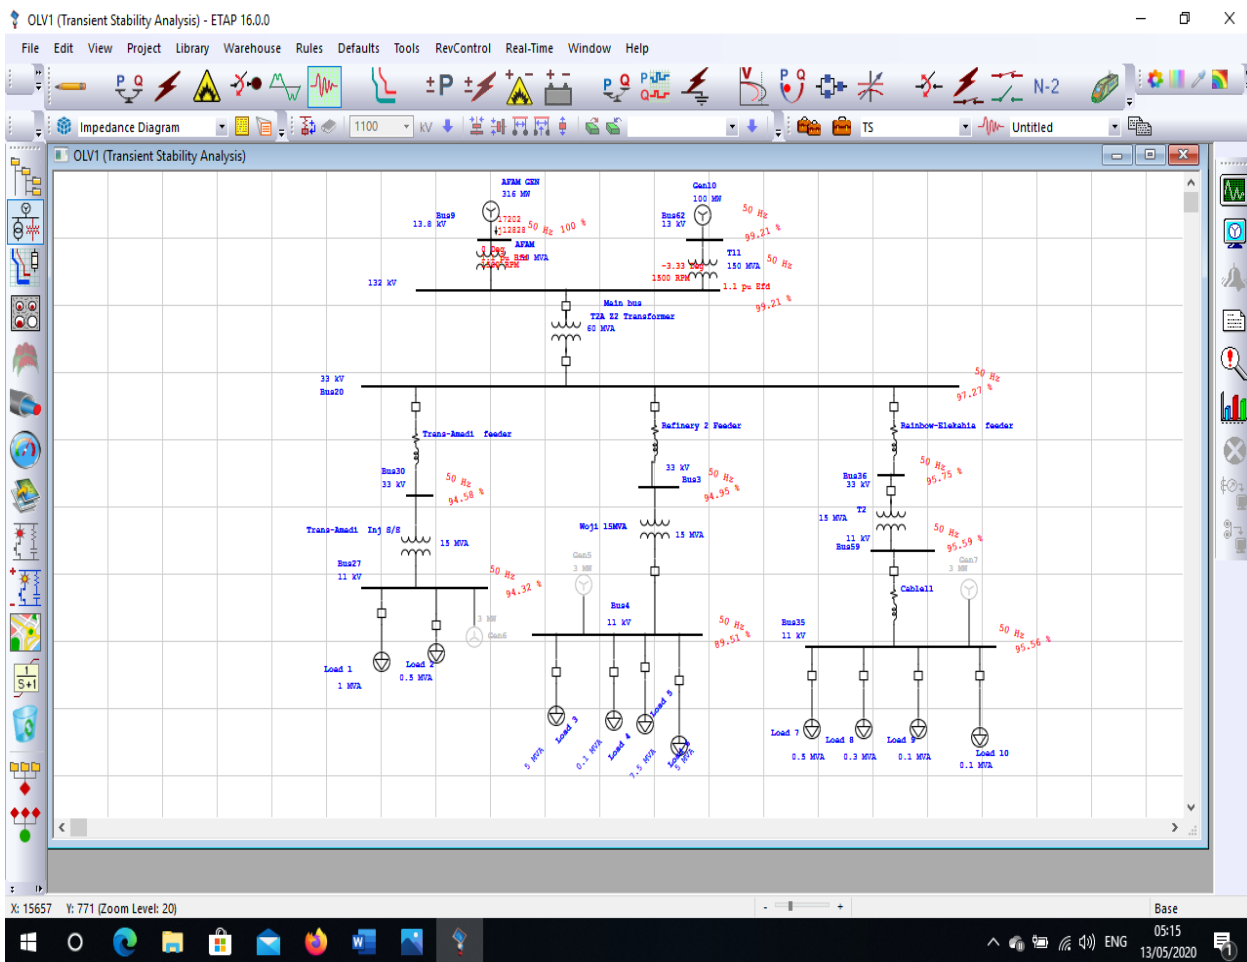 OLV1 (Transient Stability Analysis) - ETAP 16.0.0
File Edit View Project Library Warehouse Rules Defaults Tools RevControl Real-Time Window Help
P Q
±P
P Q
P Q
V
P Q
N-2
Impedance Diagram
1100 kV
TS
Untitled
OLV1 (Transient Stability Analysis)
AFAM GEN
316 MW
Bus9
13.8 kV
17202
j12828
50 Hz 100 %
AFAM
0 Deg
Gen10
100 MW
Bus62
13 kV
50 Hz
99.21 %
T11
150 MVA
50 Hz
-3.33 Deg
1500 RPM
1.1 pu Efd
99.21 %
132 kV
Main bus
T2A Z2 Transformer
60 MVA
33 kV
Bus20
50 Hz
97.27 %
Trans-Amadi feeder
Refinery 2 Feeder
Rainbow-Elekahia feeder
Bus30
33 kV
50 Hz
94.58 %
33 kV
Bus3
50 Hz
94.95 %
Bus36
33 kV
50 Hz
95.75 %
Trans-Amadi Inj S/S
15 MVA
Woji 15MVA
15 MVA
T2
15 MVA
11 kV
Bus59
50 Hz
95.59 %
Bus27
11 kV
50 Hz
94.32 %
Gen5
3 MW
Gen7
3 MW
Cable11
3 MW
Gen6
Bus4
11 kV
50 Hz
89.51 %
Bus35
11 kV
50 Hz
95.56 %
Load 1
1 MVA
Load 2
0.5 MVA
Load 3
5 MVA
Load 4
0.1 MVA
Load 5
7.5 MVA
5 MVA
Load 7
0.5 MVA
Load 8
0.3 MVA
Load 9
0.1 MVA
Load 10
0.1 MVA
1
S+1
X: 15657 Y: 771 (Zoom Level: 20)
- +
Base
ENG
05:15
13/05/2020
1